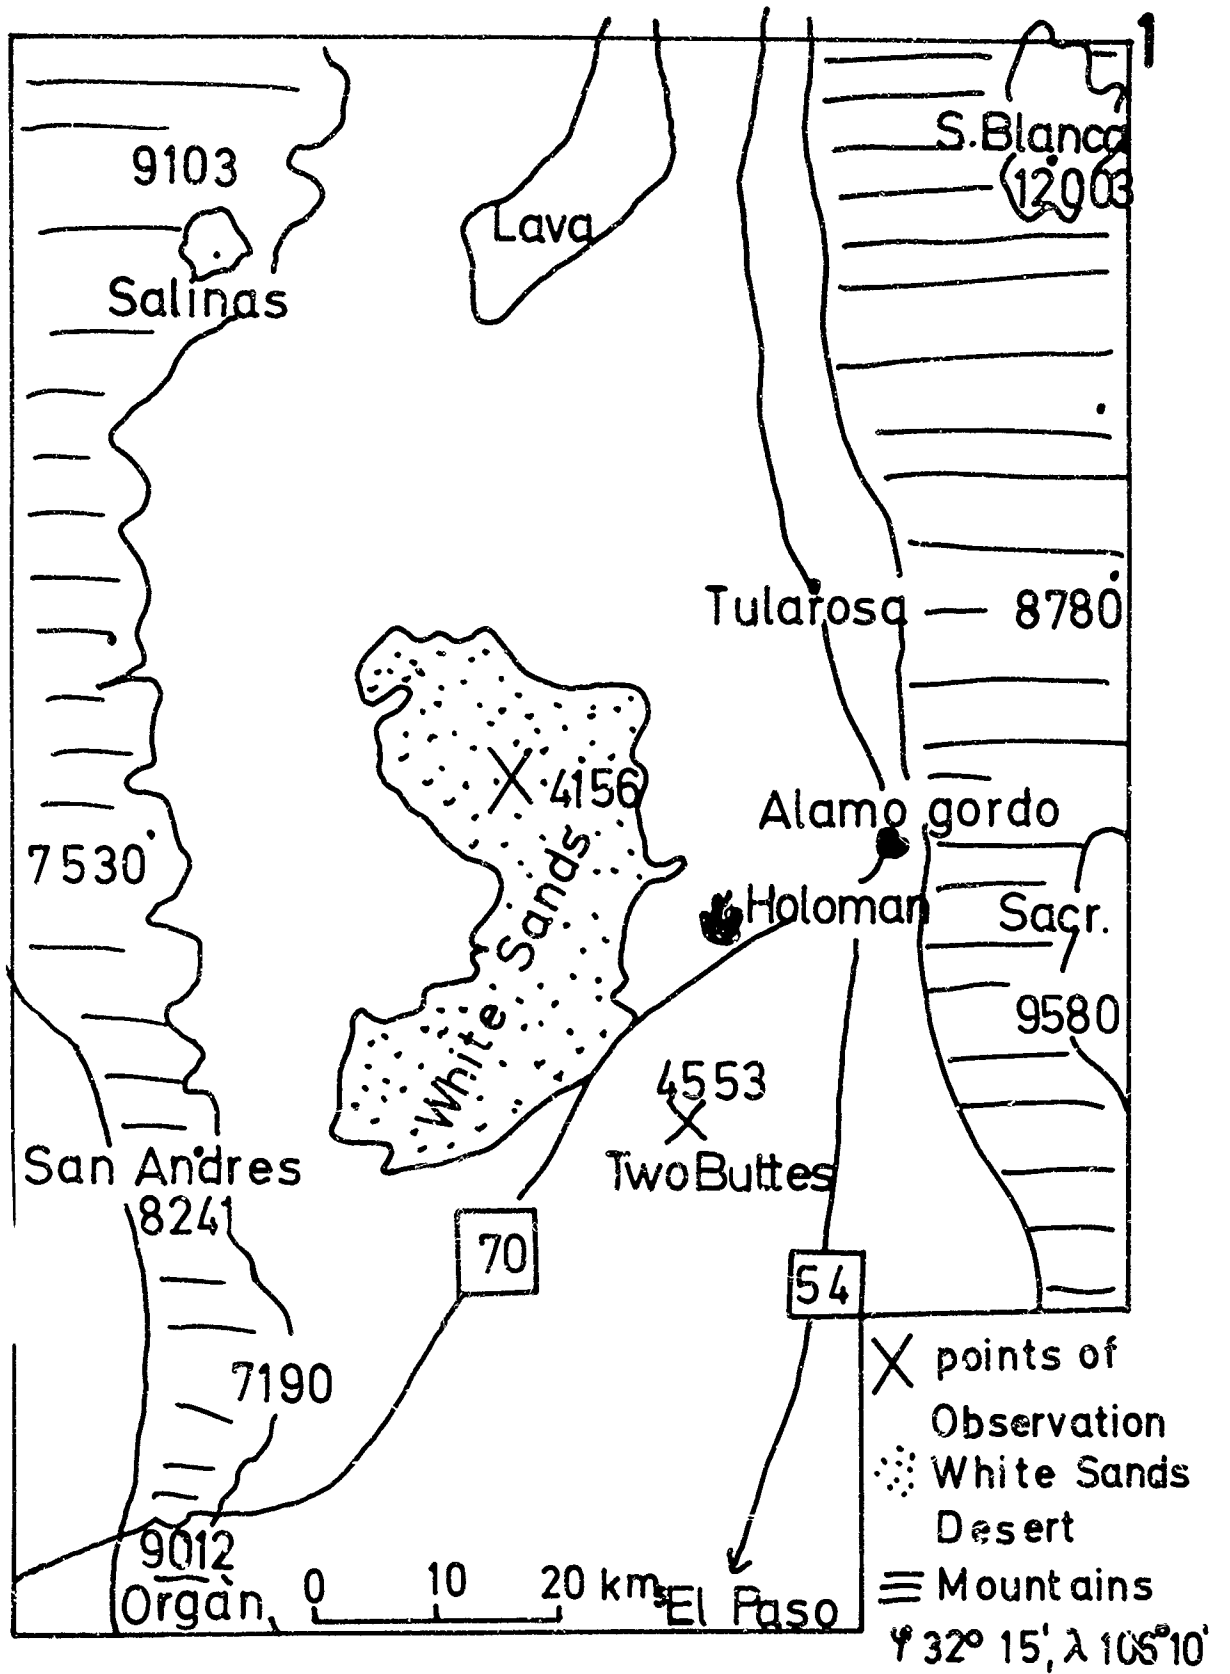 1
S.Blanca
12003
9103
Lava
Salinas
Tularosa
8780
4156
Alamo gordo
7530
Holoman
Sacr.
White Sands
9580
4553
San Andres
Two Buttes
8241
70
54
7190
points of
Observation
White Sands
Desert
9012
Orgàn
0 10 20 kms
El Paso
Mountains
φ 32° 15', λ 106° 10'